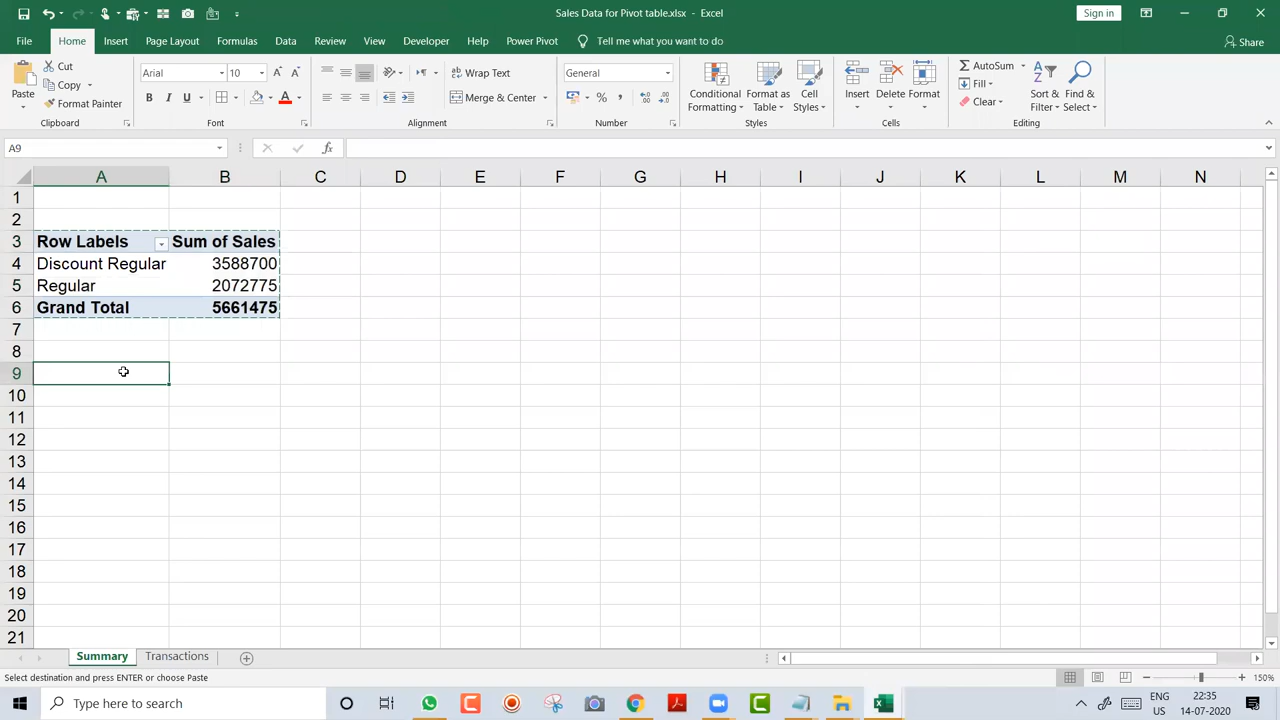 Sales Data for Pivot table.xlsx - Excel
Sign in
File Home Insert Page Layout Formulas Data Review View Developer Help Power Pivot Tell me what you want to do Share
Paste
Cut
Copy
Format Painter
Clipboard
Arial 10
B I U
Font
Wrap Text
Merge & Center
Alignment
General
Number
Conditional Formatting
Format as Table
Cell Styles
Styles
Insert Delete Format
Cells
AutoSum
Fill
Clear
Sort & Filter
Find & Select
Editing
A9
fx
A B C D E F G H I J K L M N
1
2
3 Row Labels Sum of Sales
4 Discount Regular 3588700
5 Regular 2072775
6 Grand Total 5661475
7
8
9
10
11
12
13
14
15
16
17
18
19
20
21
Summary Transactions
Select destination and press ENTER or choose Paste
150%
Type here to search
ENG
US
22:35
14-07-2020